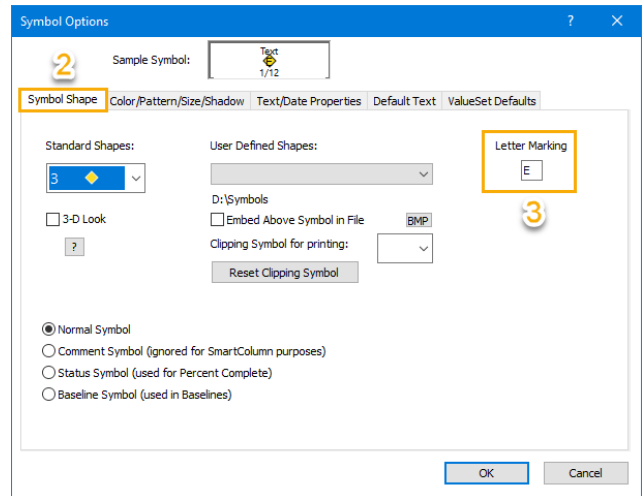 Symbol Options
? ×
Sample Symbol:
Text
E
1/12
2
Symbol Shape Color/Pattern/Size/Shadow Text/Date Properties Default Text ValueSet Defaults
Standard Shapes:
User Defined Shapes:
Letter Marking
3
E
D:\Symbols
3-D Look
Embed Above Symbol in File
BMP
3
?
Clipping Symbol for printing:
Reset Clipping Symbol
Normal Symbol
Comment Symbol (ignored for SmartColumn purposes)
Status Symbol (used for Percent Complete)
Baseline Symbol (used in Baselines)
OK
Cancel